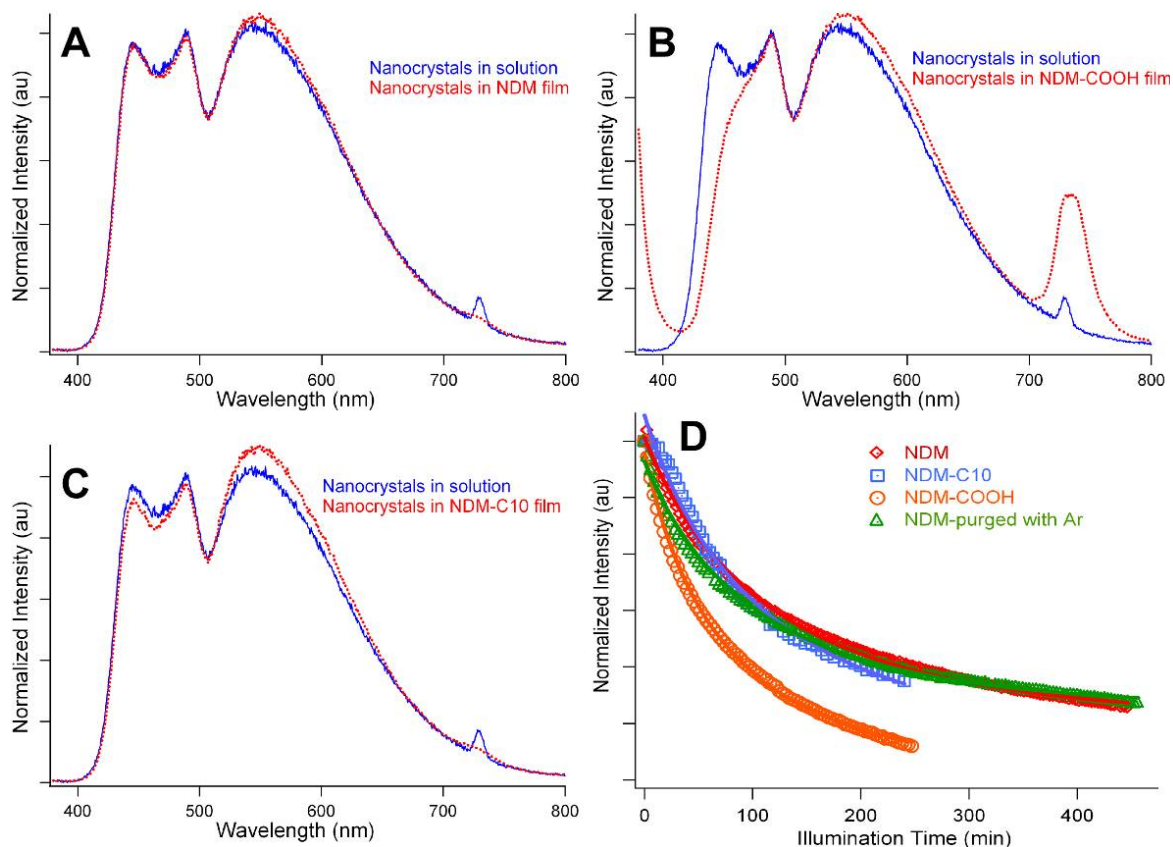 A
Nanocrystals in solution
Nanocrystals in NDM film
Normalized Intensity (au)
400
500
600
700
800
Wavelength (nm)
B
Nanocrystals in solution
Nanocrystals in NDM-COOH film
Normalized Intensity (au)
400
500
600
700
800
Wavelength (nm)
C
Nanocrystals in solution
Nanocrystals in NDM-C10 film
Normalized Intensity (au)
400
500
600
700
800
Wavelength (nm)
D
NDM
NDM-C10
NDM-COOH
NDM-purged with Ar
Normalized Intensity (au)
0
100
200
300
400
Illumination Time (min)